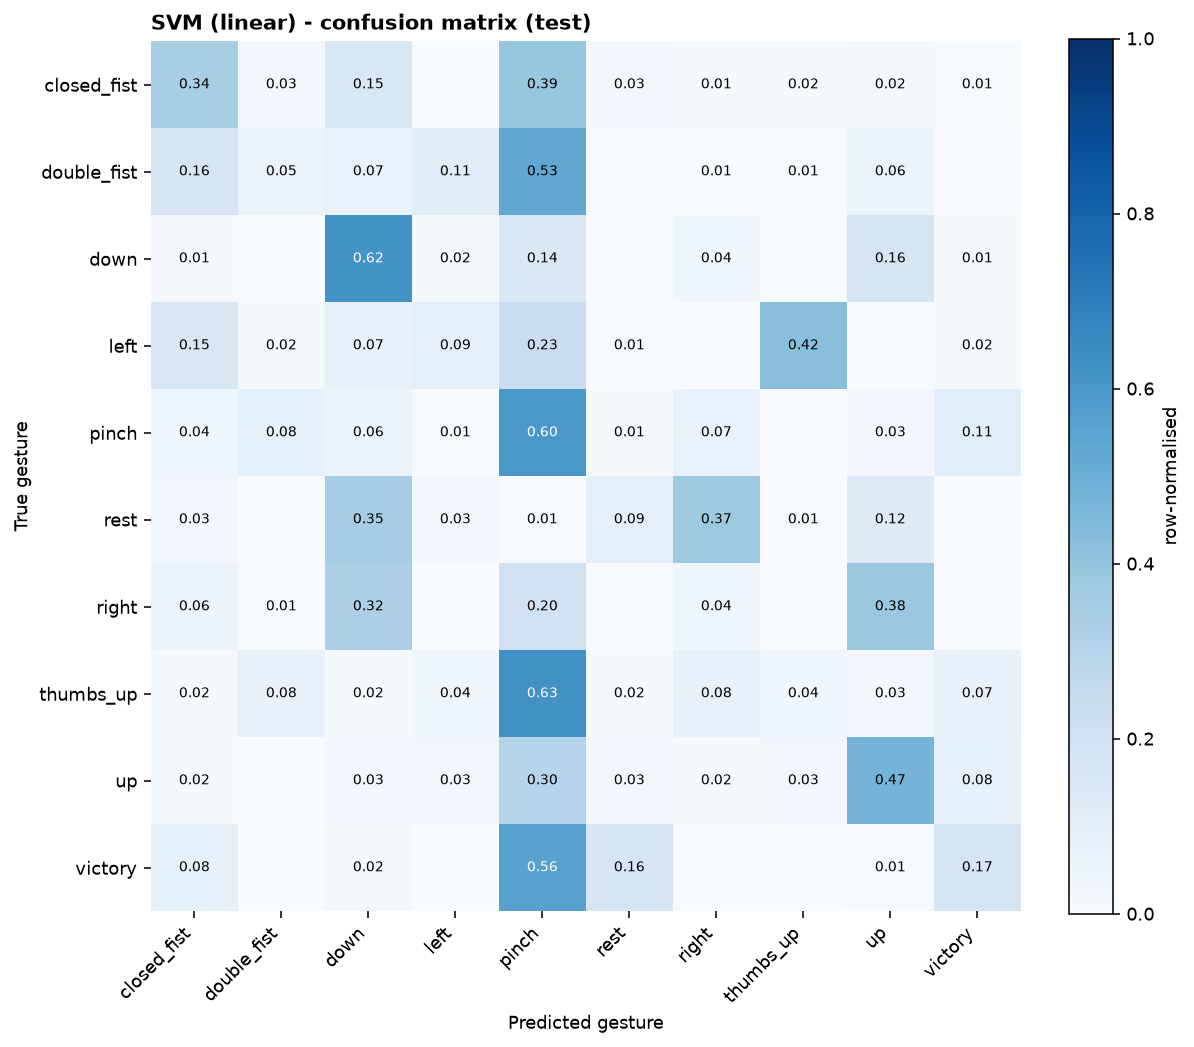 SVM (linear) - confusion matrix (test)
closed_fist 0.34 0.03 0.15 0.39 0.03 0.01 0.02 0.02 0.01
double_fist 0.16 0.05 0.07 0.11 0.53 0.01 0.01 0.06
down 0.01 0.62 0.02 0.14 0.04 0.16 0.01
left 0.15 0.02 0.07 0.09 0.23 0.01 0.42 0.02
pinch 0.04 0.08 0.06 0.01 0.60 0.01 0.07 0.03 0.11
rest 0.03 0.35 0.03 0.01 0.09 0.37 0.01 0.12
right 0.06 0.01 0.32 0.20 0.04 0.38
thumbs_up 0.02 0.08 0.02 0.04 0.63 0.02 0.08 0.04 0.03 0.07
up 0.02 0.03 0.03 0.30 0.03 0.02 0.03 0.47 0.08
victory 0.08 0.02 0.56 0.16 0.01 0.17
closed_fist double_fist down left pinch rest right thumbs_up up victory
Predicted gesture
True gesture
1.0
0.8
0.6
0.4
0.2
0.0
row-normalised